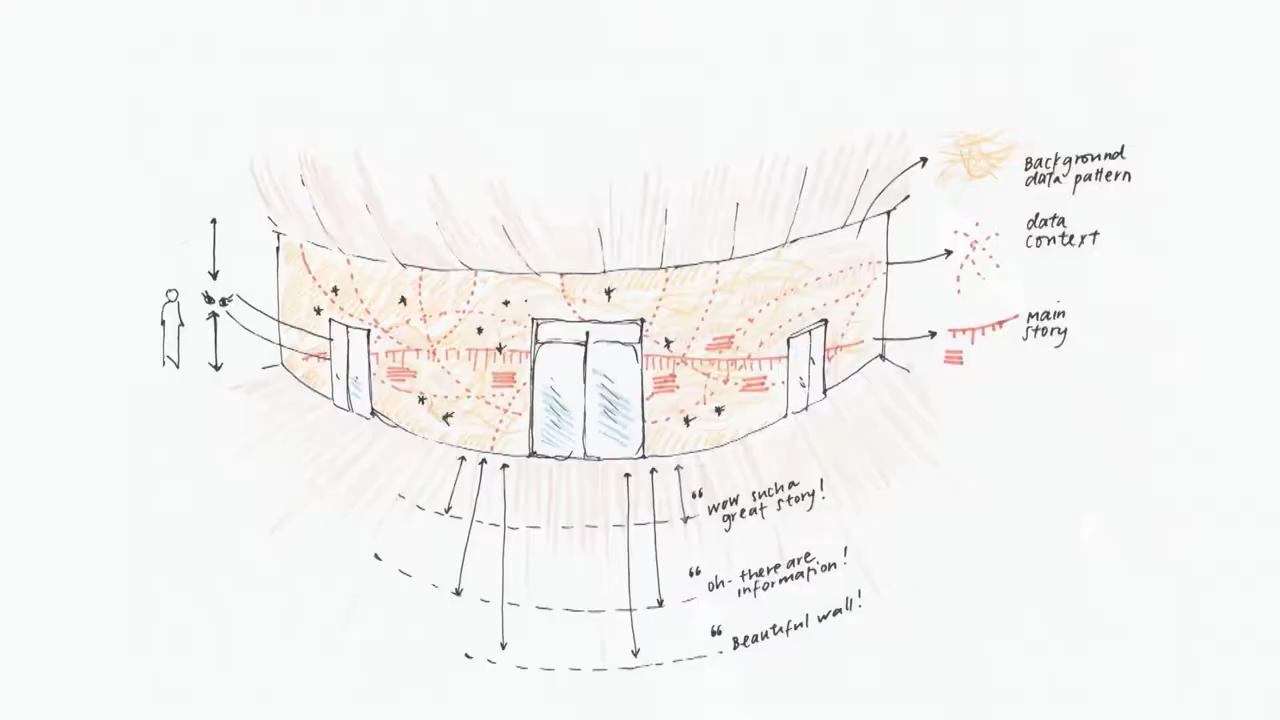 Background
data pattern
data
context
main
story
“ wow such a
great story!
“ oh- there are
information!
“ Beautiful wall!